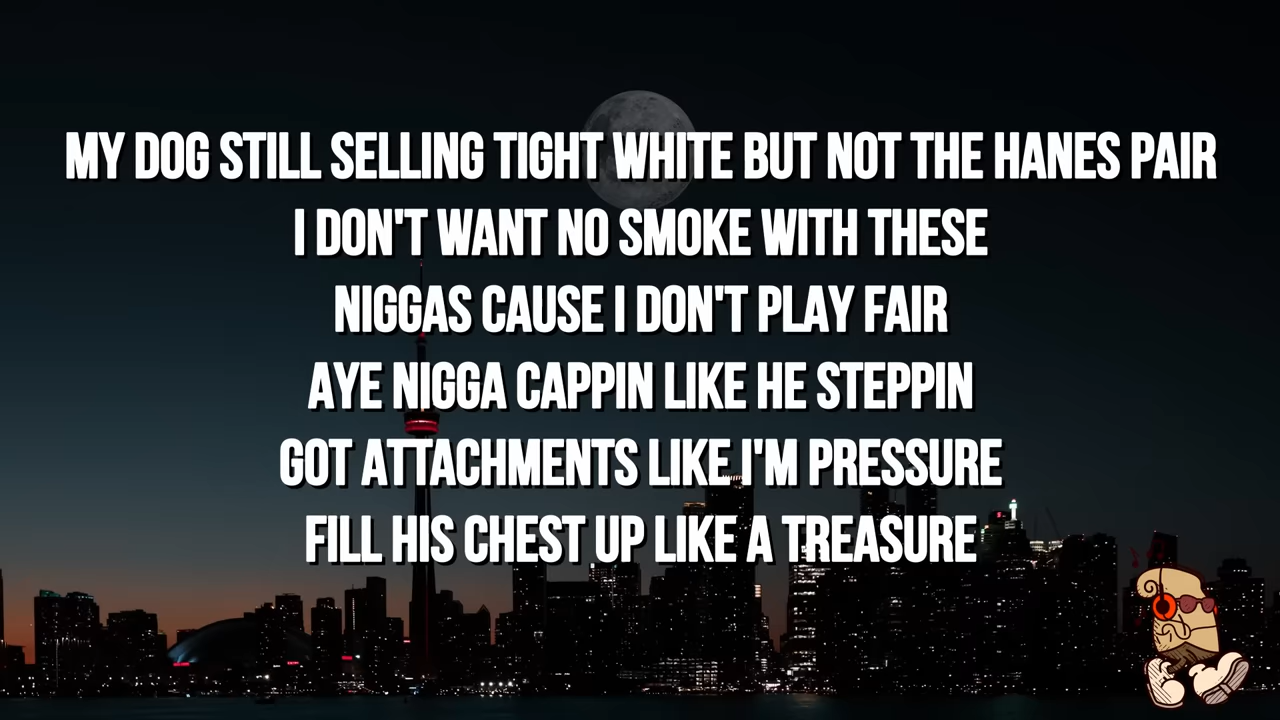 MY DOG STILL SELLING TIGHT WHITE BUT NOT THE HANES PAIR
I DON'T WANT NO SMOKE WITH THESE
NIGGAS CAUSE I DON'T PLAY FAIR
AYE NIGGA CAPPIN LIKE HE STEPPIN
GOT ATTACHMENTS LIKE I'M PRESSURE
FILL HIS CHEST UP LIKE A TREASURE